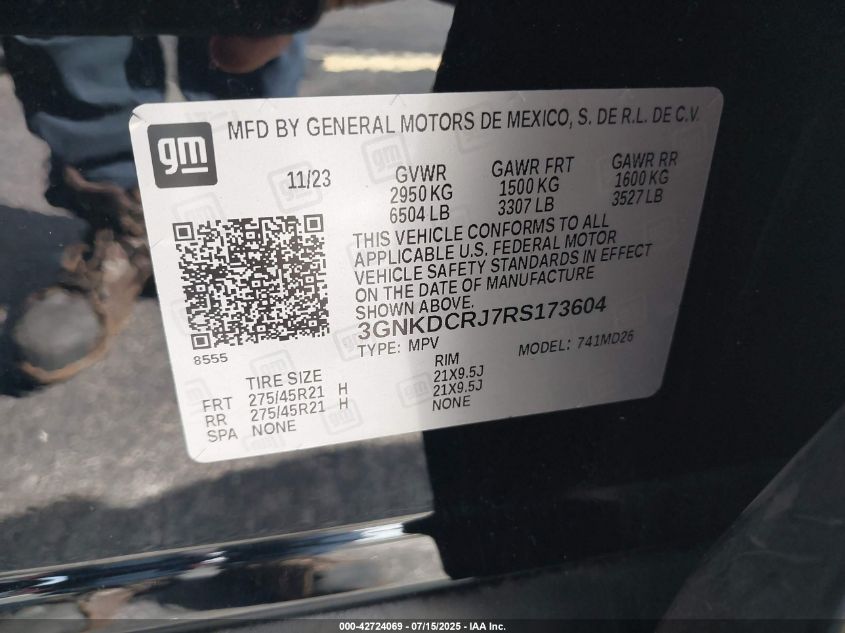 gm
MFD BY GENERAL MOTORS DE MEXICO, S. DE R.L. DE C.V.
11/23
GVWR
2950 KG
6504 LB
GAWR FRT
1500 KG
3307 LB
GAWR RR
1600 KG
3527 LB
THIS VEHICLE CONFORMS TO ALL
APPLICABLE U.S. FEDERAL MOTOR
VEHICLE SAFETY STANDARDS IN EFFECT
ON THE DATE OF MANUFACTURE
SHOWN ABOVE.
3GNKDCRJ7RS173604
TYPE: MPV
MODEL: 741MD26
8555
TIRE SIZE
RIM
FRT 275/45R21 H 21X9.5J
RR 275/45R21 H 21X9.5J
SPA NONE NONE
000-42724069 - 07/15/2025 - IAA Inc.